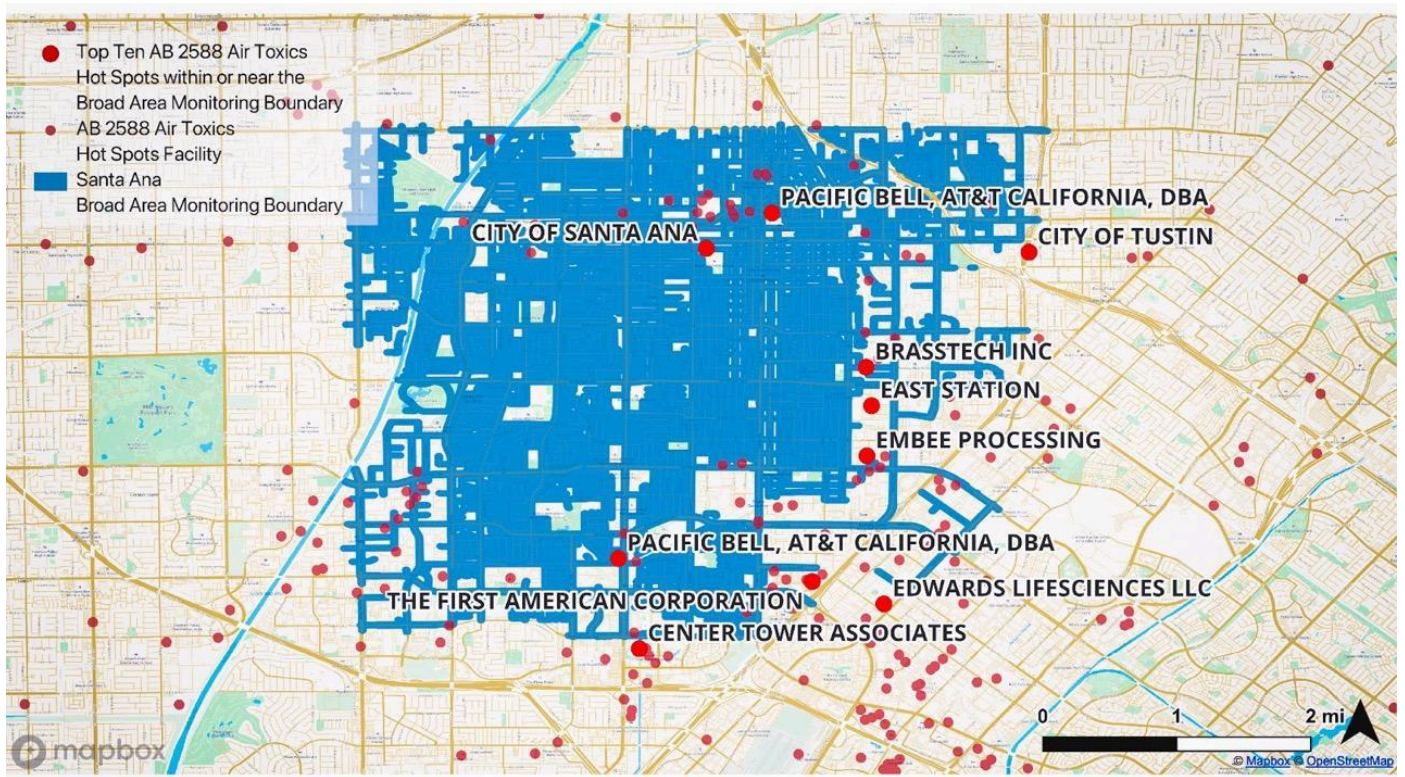 Top Ten AB 2588 Air Toxics
Hot Spots within or near the
Broad Area Monitoring Boundary
AB 2588 Air Toxics
Hot Spots Facility
Santa Ana
Broad Area Monitoring Boundary
PACIFIC BELL, AT&T CALIFORNIA, DBA
CITY OF SANTA ANA
CITY OF TUSTIN
BRASSTECH INC
EAST STATION
EMBEE PROCESSING
PACIFIC BELL, AT&T CALIFORNIA, DBA
EDWARDS LIFESCIENCES LLC
THE FIRST AMERICAN CORPORATION
CENTER TOWER ASSOCIATES
0 1 2 mi
mapbox
© Mapbox © OpenStreetMap